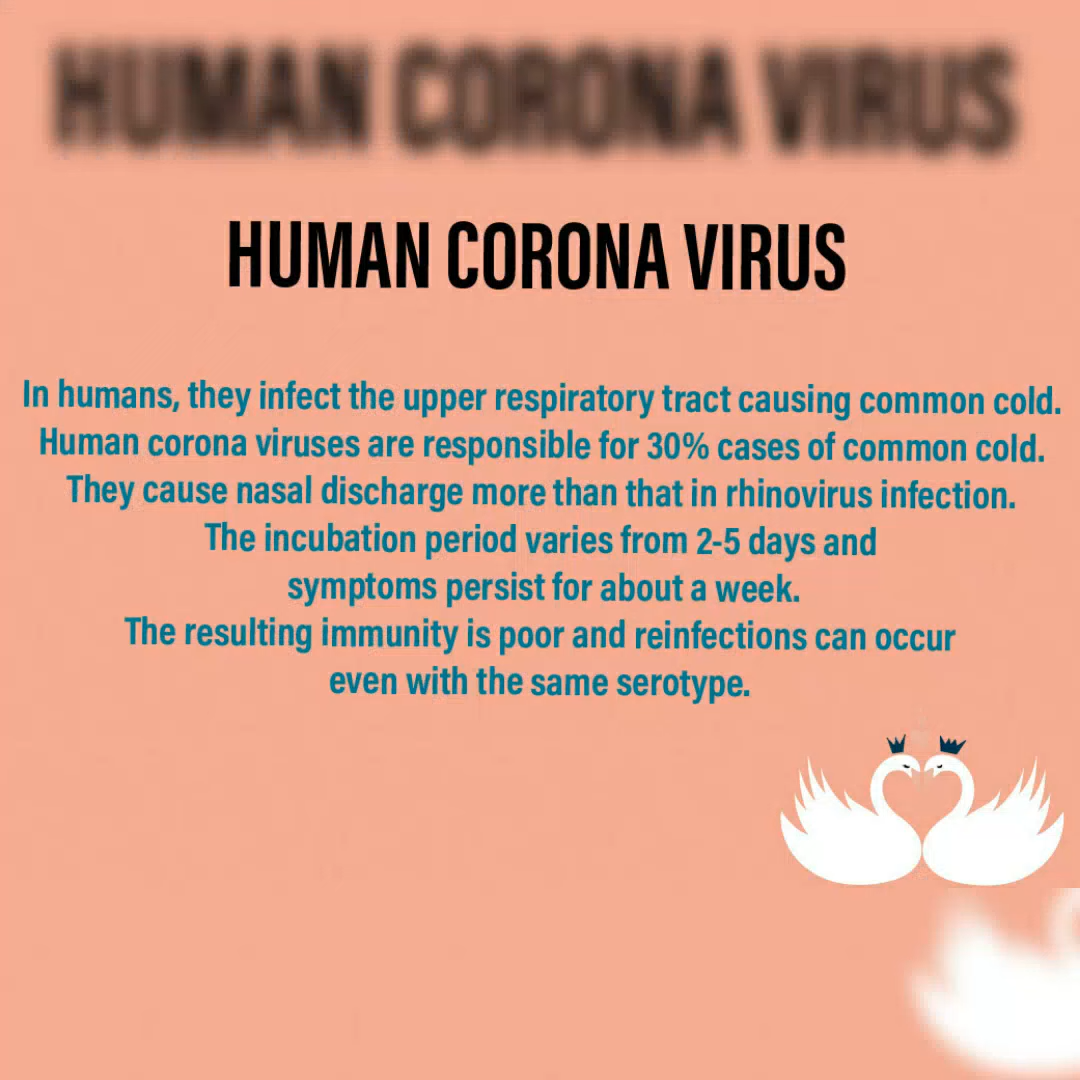 HUMAN CORONA VIRUS
HUMAN CORONA VIRUS
In humans, they infect the upper respiratory tract causing common cold.
Human corona viruses are responsible for 30% cases of common cold.
They cause nasal discharge more than that in rhinovirus infection.
The incubation period varies from 2-5 days and
symptoms persist for about a week.
The resulting immunity is poor and reinfections can occur
even with the same serotype.